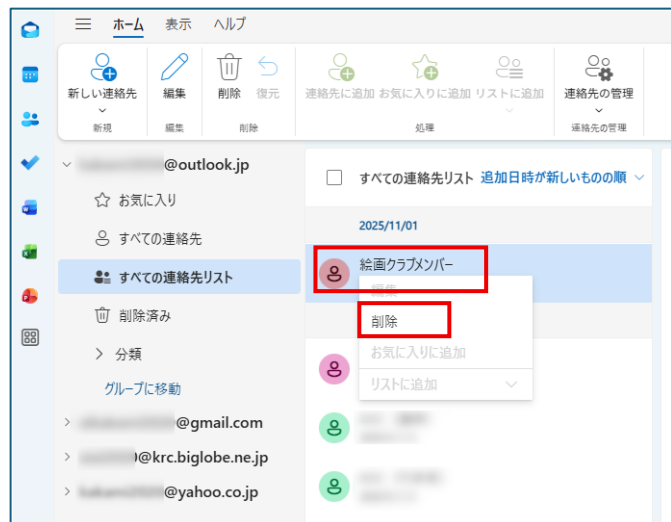 ホーム 表示 ヘルプ
新しい連絡先 編集 削除 復元 連絡先に追加 お気に入りに追加 リストに追加 連絡先の管理
新規 編集 削除 処理 連絡先の管理
@outlook.jp
お気に入り
すべての連絡先
すべての連絡先リスト
削除済み
分類
グループに移動
@gmail.com
@krc.biglobe.ne.jp
@yahoo.co.jp
すべての連絡先リスト 追加日時が新しいものの順
2025/11/01
絵画クラブメンバー
編集
削除
お気に入りに追加
リストに追加